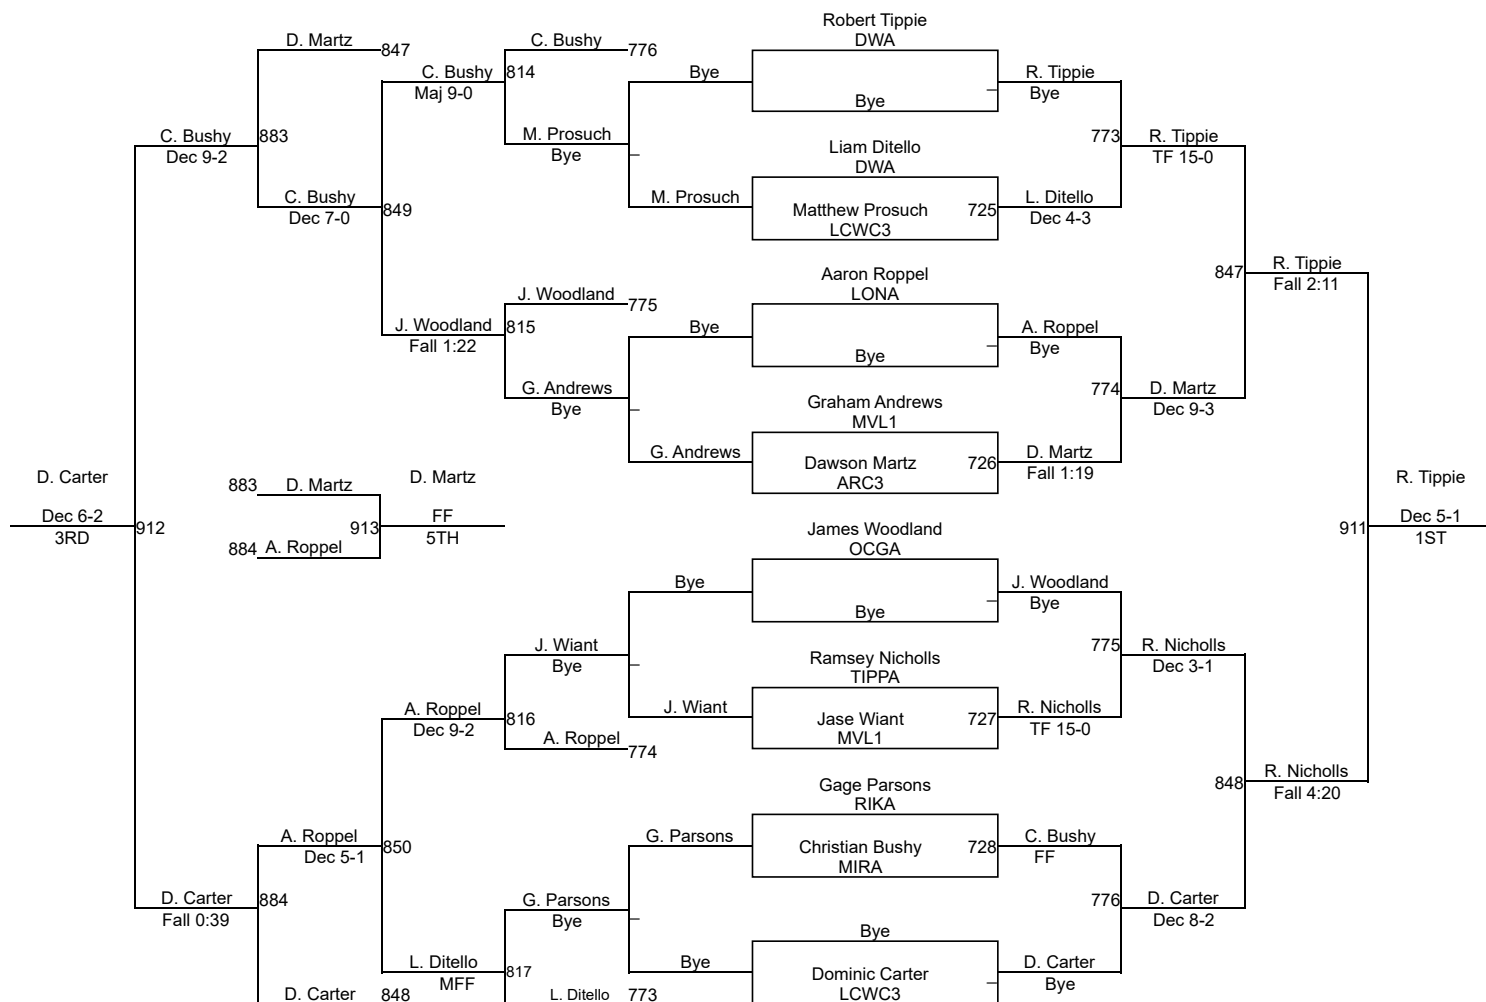 Robert Tippie
DWA
D. Martz
847
C. Bushy
776
C. Bushy
814
Maj 9-0
Bye
Bye
R. Tippie
Bye
C. Bushy
883
Dec 9-2
M. Prosuch
Bye
Liam Ditello
DWA
773
R. Tippie
TF 15-0
C. Bushy
Dec 7-0
849
M. Prosuch
Matthew Prosuch
725
LCWC3
L. Ditello
Dec 4-3
Aaron Roppel
LONA
847
R. Tippie
Fall 2:11
J. Woodland
775
J. Woodland
815
Fall 1:22
Bye
Bye
A. Roppel
Bye
G. Andrews
Bye
Graham Andrews
MVL1
774
D. Martz
Dec 9-3
G. Andrews
Dawson Martz
726
ARC3
D. Martz
Fall 1:19
D. Carter
Dec 6-2
3RD
912
883
D. Martz
884
A. Roppel
913
D. Martz
FF
5TH
R. Tippie
911
Dec 5-1
1ST
James Woodland
OCGA
Bye
Bye
J. Woodland
Bye
J. Wiant
Bye
Ramsey Nicholls
TIPPA
775
R. Nicholls
Dec 3-1
A. Roppel
816
Dec 9-2
A. Roppel
774
J. Wiant
Jase Wiant
727
MVL1
R. Nicholls
TF 15-0
Gage Parsons
RIKA
848
R. Nicholls
Fall 4:20
A. Roppel
Dec 5-1
850
G. Parsons
Christian Bushy
728
MIRA
C. Bushy
FF
D. Carter
884
Fall 0:39
G. Parsons
Bye
776
D. Carter
Dec 8-2
Bye
L. Ditello
817
MFF
Bye
Dominic Carter
LCWC3
D. Carter
Bye
D. Carter
848
L. Ditello
773